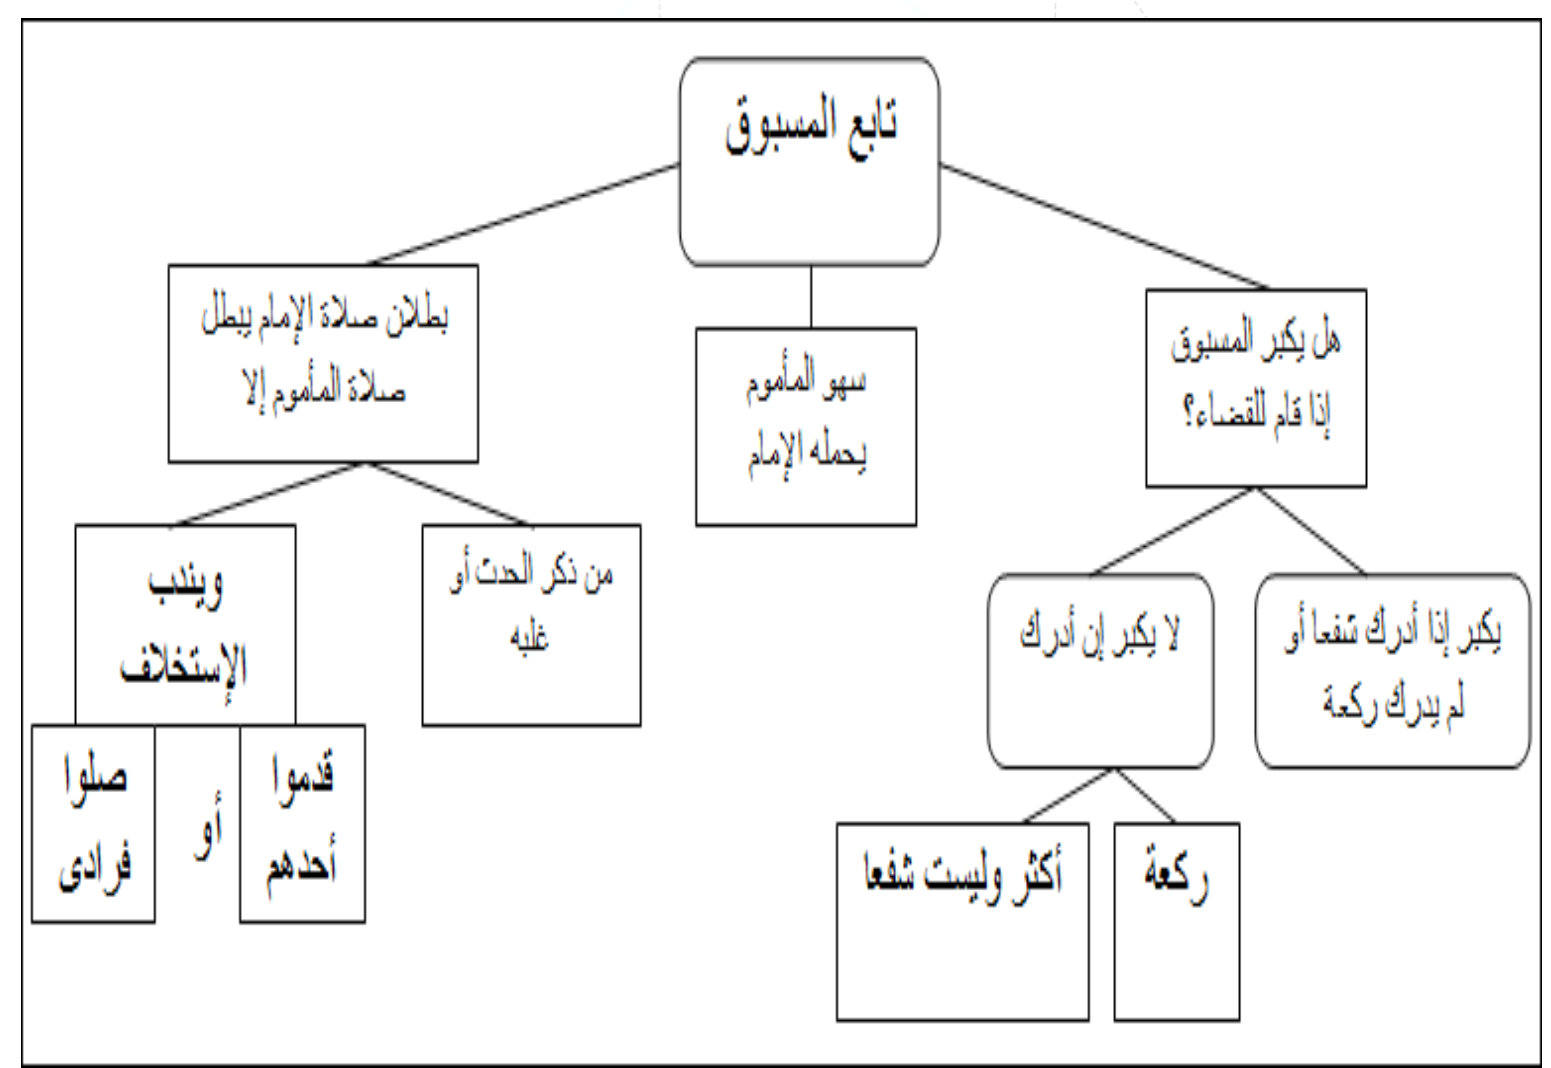 تابع المسبوق
هل يكبر المسبوق
إذا قام للقضاء؟
سهو المأموم
يحمله الإمام
بطلان صلاة الإمام يبطل
صلاة المأموم إلا
يكبر إذا أدرك شفعا أو
لم يدرك ركعة
لا يكبر إن أدرك
من ذكر الحدث أو
غلبه
ويندب
الإستخلاف
ركعة
أكثر وليست شفعا
قدموا
أحدهم
أو
صلوا
فرادى